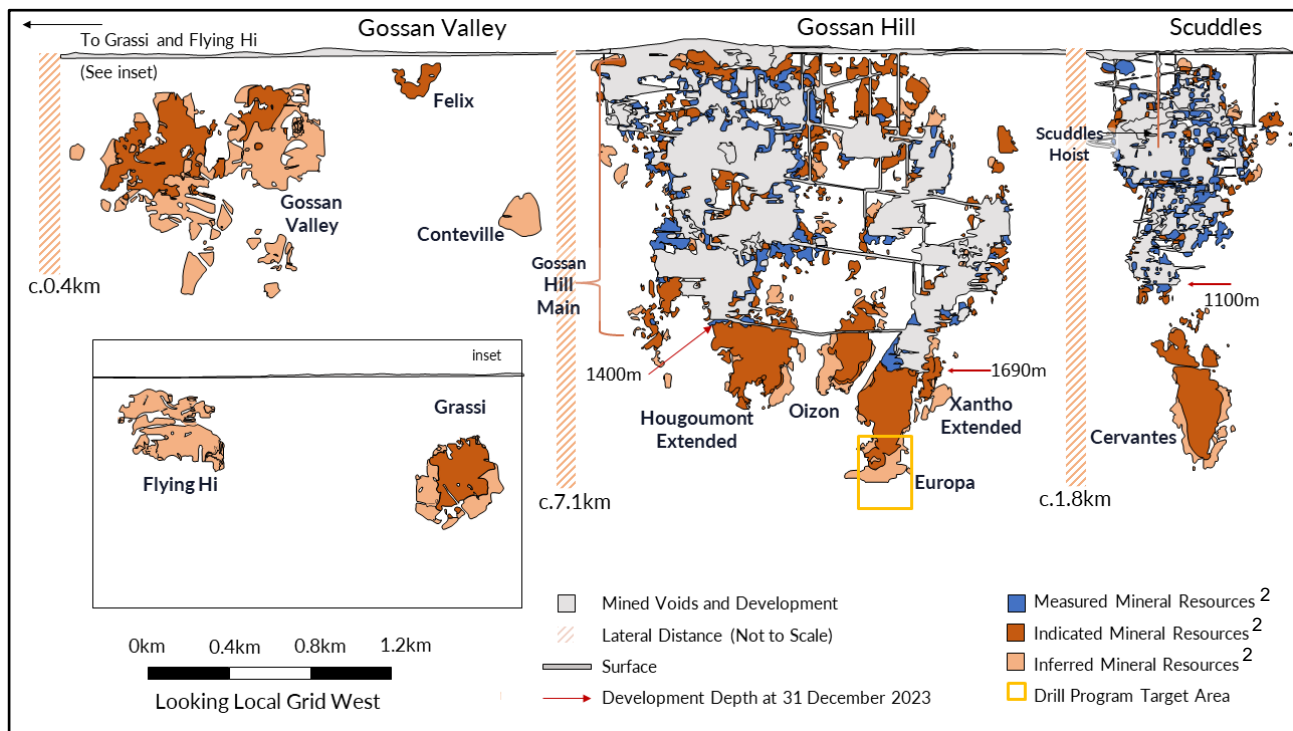 Gossan Valley
Gossan Hill
Scuddles
To Grassi and Flying Hi
(See inset)
Felix
Scuddles
Hoist
Gossan
Valley
Conteville
Gossan
Hill
Main
c.0.4km
1100m
inset
1400m
1690m
Grassi
Hougoumont
Extended
Oizon
Xantho
Extended
Cervantes
Flying Hi
Europa
c.7.1km
c.1.8km
Mined Voids and Development
Lateral Distance (Not to Scale)
Surface
Development Depth at 31 December 2023
Measured Mineral Resources 2
Indicated Mineral Resources 2
Inferred Mineral Resources 2
Drill Program Target Area
0km 0.4km 0.8km 1.2km
Looking Local Grid West